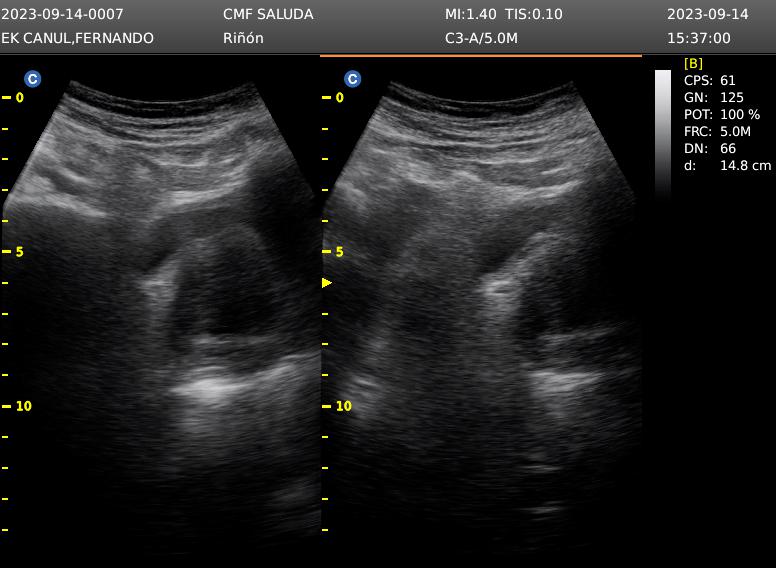 2023-09-14-0007 CMF SALUDA MI:1.40 TIS:0.10 2023-09-14
EK CANUL,FERNANDO Riñón C3-A/5.0M 15:37:00
C
C
[B]
CPS: 61
GN: 125
POT: 100 %
FRC: 5.0M
DN: 66
d: 14.8 cm
0
0
5
5
10
10